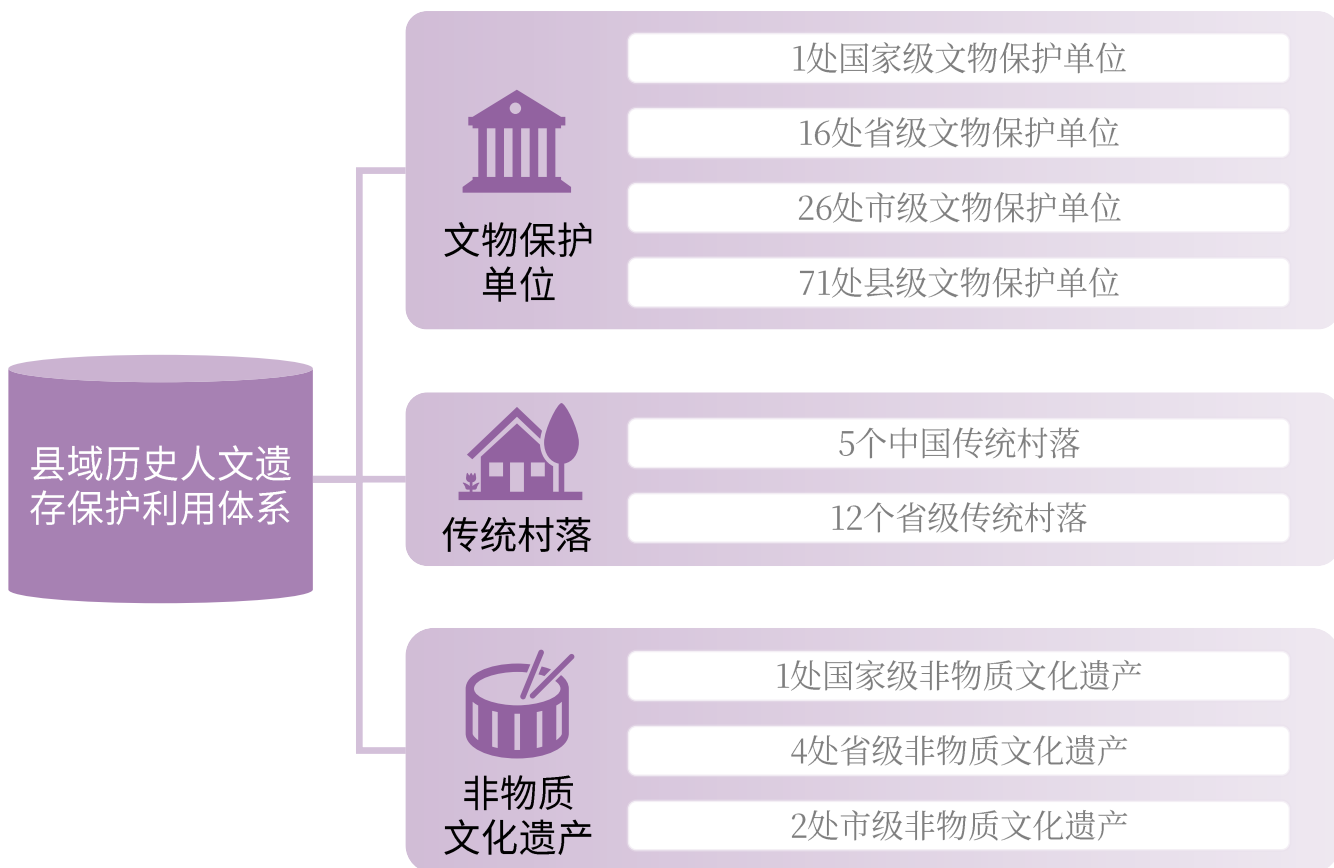 县域历史人文遗
存保护利用体系
文物保护
单位
1处国家级文物保护单位
16处省级文物保护单位
26处市级文物保护单位
71处县级文物保护单位
传统村落
5个中国传统村落
12个省级传统村落
非物质
文化遗产
1处国家级非物质文化遗产
4处省级非物质文化遗产
2处市级非物质文化遗产